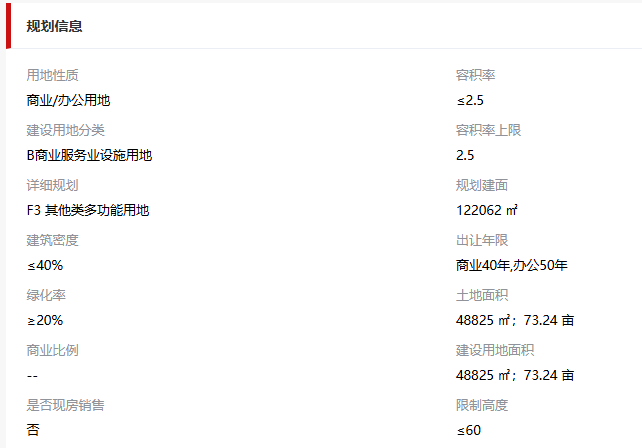 规划信息
用地性质
容积率
商业/办公用地
≤2.5
建设用地分类
容积率上限
B商业服务业设施用地
2.5
详细规划
规划建面
F3 其他类多功能用地
122062 ㎡
建筑密度
出让年限
≤40%
商业40年,办公50年
绿化率
土地面积
≥20%
48825 ㎡；73.24 亩
商业比例
建设用地面积
--
48825 ㎡；73.24 亩
是否现房销售
限制高度
否
≤60